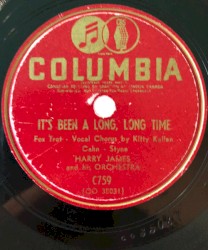 COLUMBIA
IT'S BEEN A LONG, LONG TIME
Fox Trot - Vocal Chorus by Kitty Kallen
Cahn - Styne
HARRY JAMES
and his ORCHESTRA
C759